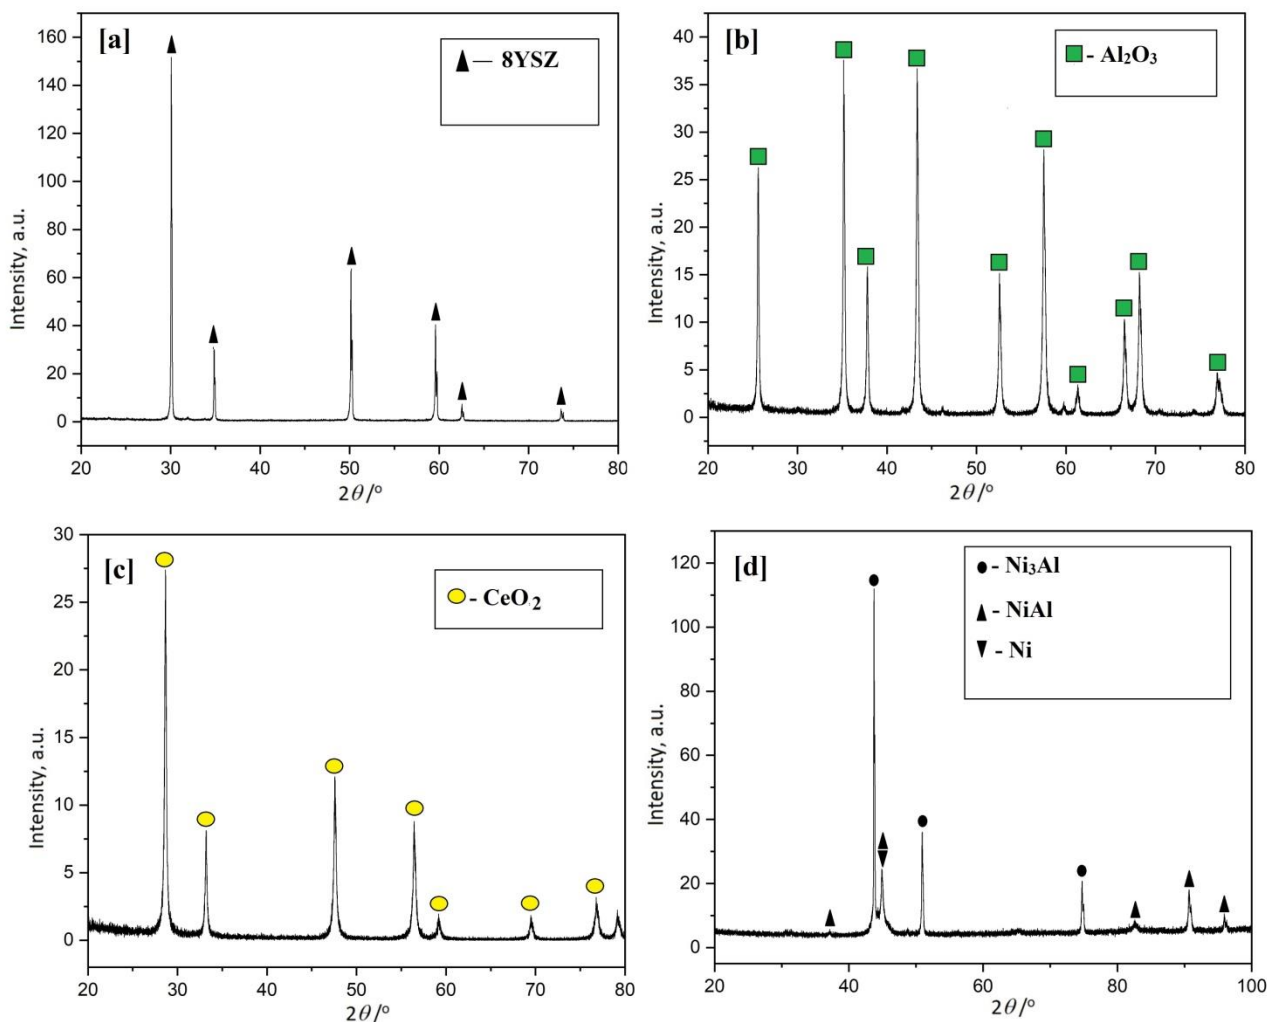 [a]
▲— 8YSZ
Intensity, a.u.
160
140
120
100
80
60
40
20
0
20 30 40 50 60 70 80
2θ/°
[b]
- Al₂O₃
Intensity, a.u.
40
35
30
25
20
15
10
5
0
20 30 40 50 60 70 80
2θ/°
[c]
- CeO₂
Intensity, a.u.
30
25
20
15
10
5
0
20 30 40 50 60 70 80
2θ/°
[d]
- Ni₃Al
- NiAl
- Ni
Intensity, a.u.
120
100
80
60
40
20
0
20 40 60 80 100
2θ/°